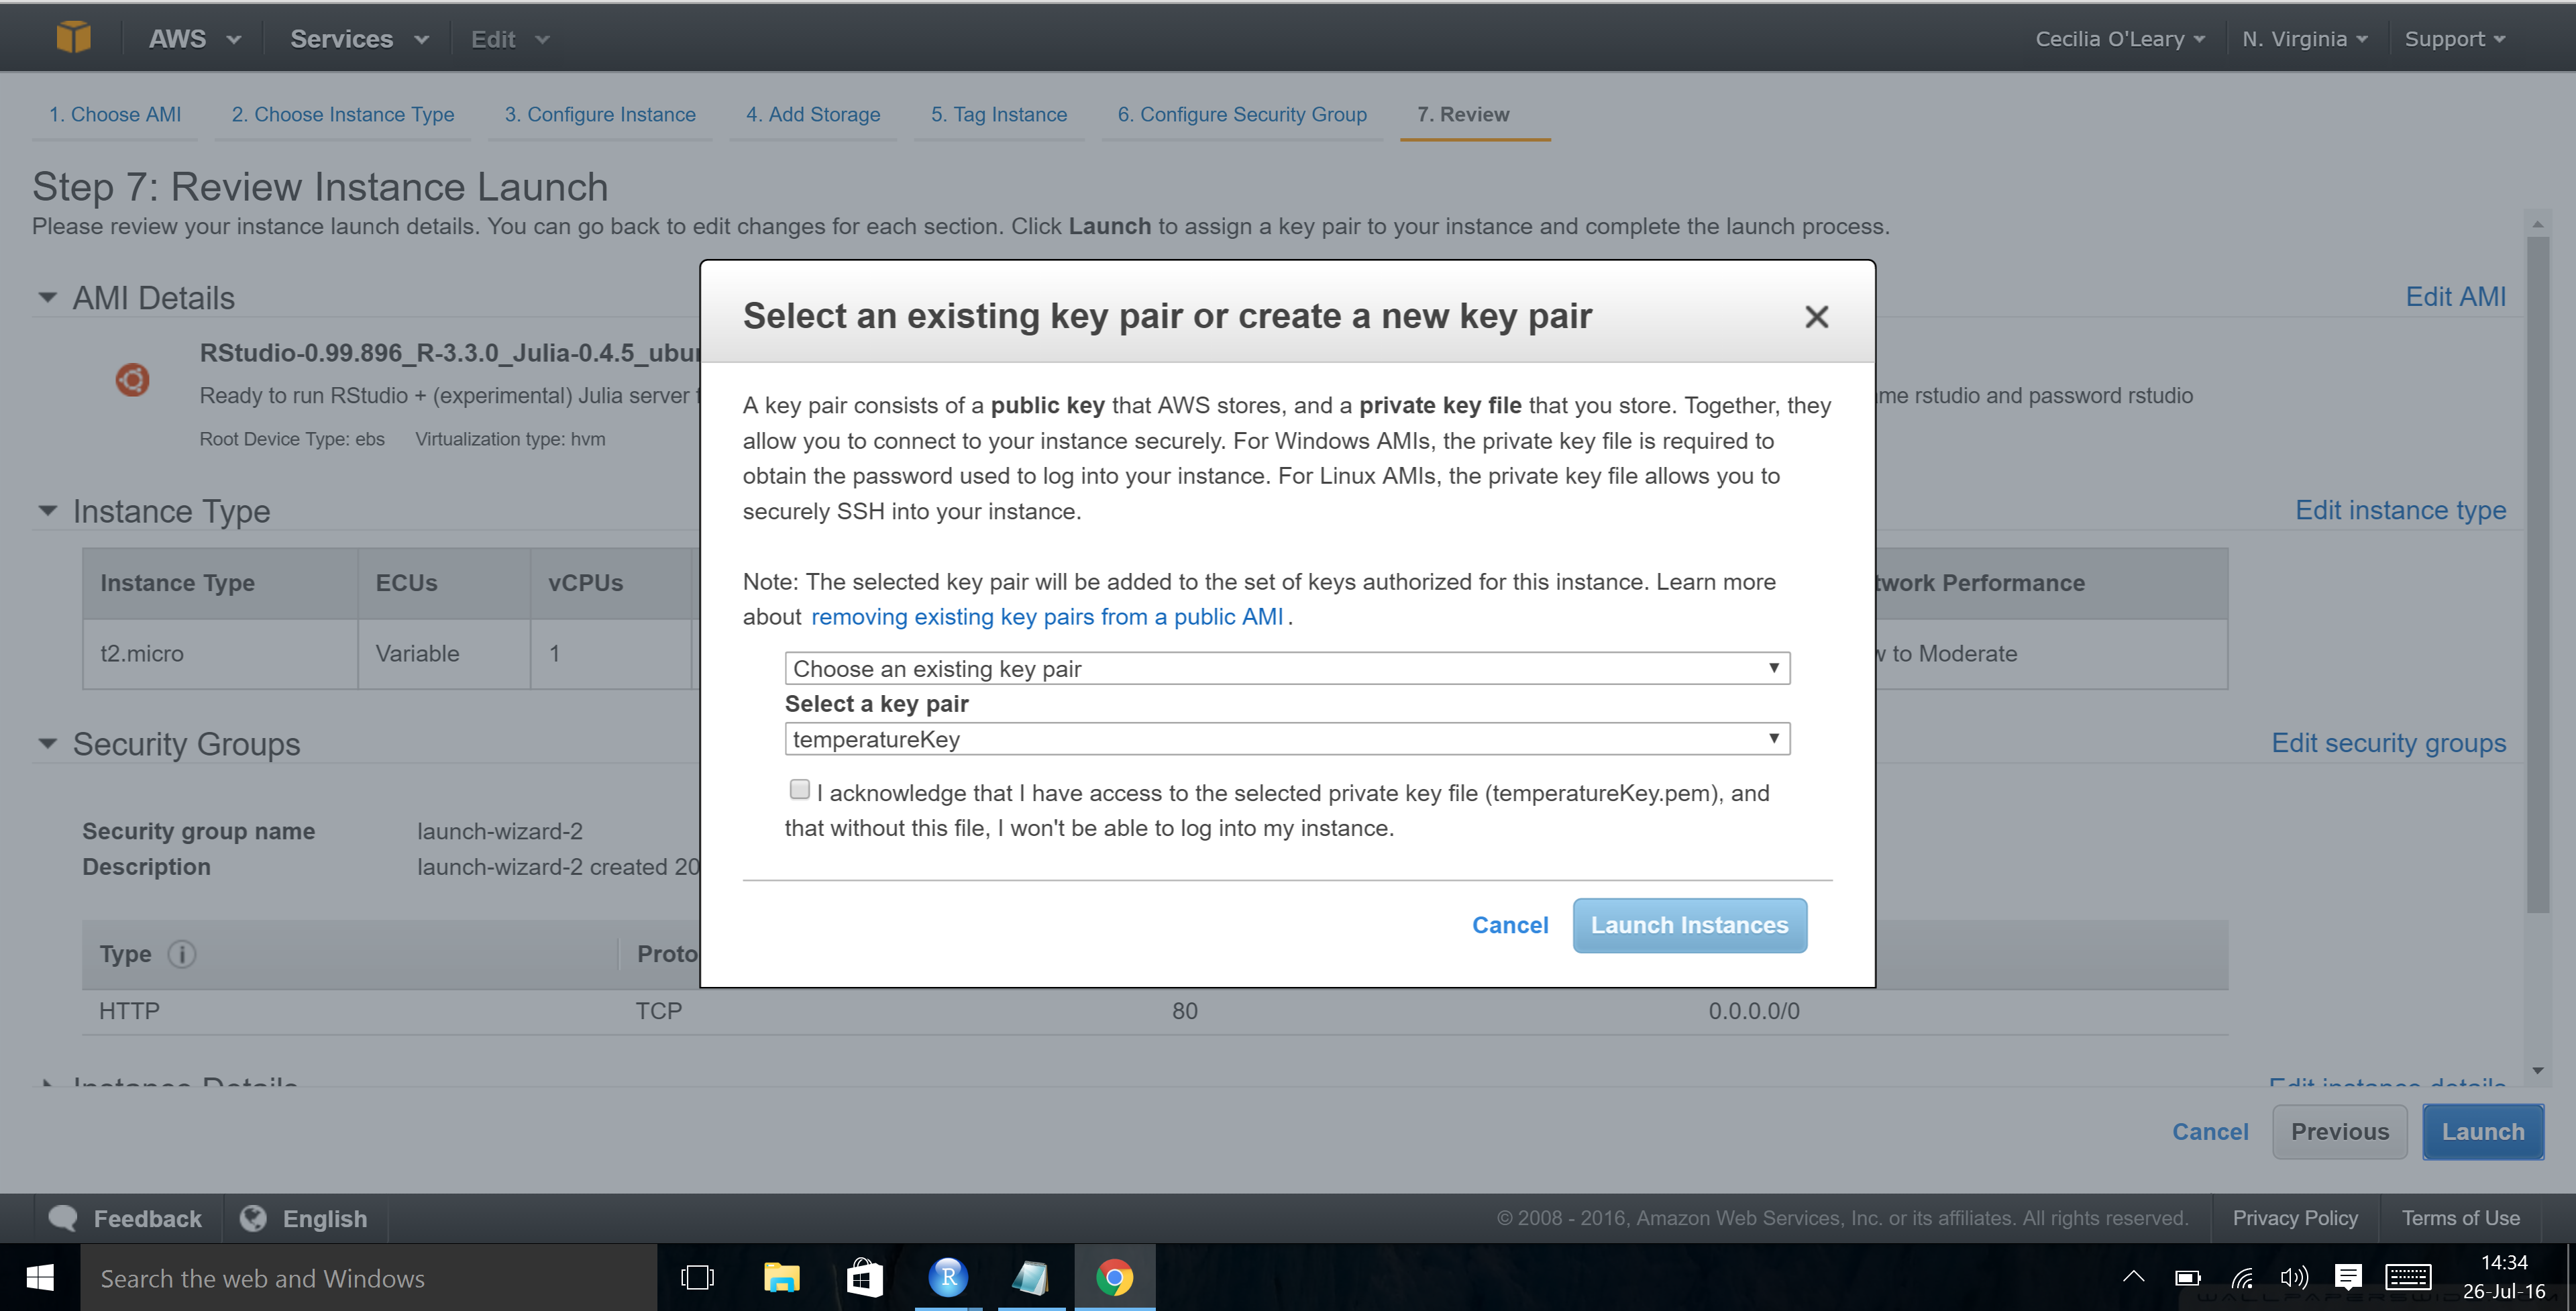 AWS Services Edit Cecilia O'Leary N. Virginia Support
1. Choose AMI 2. Choose Instance Type 3. Configure Instance 4. Add Storage 5. Tag Instance 6. Configure Security Group 7. Review
Step 7: Review Instance Launch
Please review your instance launch details. You can go back to edit changes for each section. Click Launch to assign a key pair to your instance and complete the launch process.
AMI Details Edit AMI
RStudio-0.99.896_R-3.3.0_Julia-0.4.5_ubu
Ready to run RStudio + (experimental) Julia server
me rstudio and password rstudio
Root Device Type: ebs Virtualization type: hvm
Instance Type Edit instance type
Instance Type ECUs vCPUs twork Performance
t2.micro Variable 1 to Moderate
Security Groups Edit security groups
Security group name launch-wizard-2
Description launch-wizard-2 created 20
Type i Proto
HTTP TCP 80 0.0.0.0/0
Instance Details Edit instance details
Cancel Previous Launch
Select an existing key pair or create a new key pair
A key pair consists of a public key that AWS stores, and a private key file that you store. Together, they
allow you to connect to your instance securely. For Windows AMIs, the private key file is required to
obtain the password used to log into your instance. For Linux AMIs, the private key file allows you to
securely SSH into your instance.
Note: The selected key pair will be added to the set of keys authorized for this instance. Learn more
about removing existing key pairs from a public AMI.
Choose an existing key pair
Select a key pair
temperatureKey
I acknowledge that I have access to the selected private key file (temperatureKey.pem), and
that without this file, I won't be able to log into my instance.
Cancel Launch Instances
Feedback English © 2008 - 2016, Amazon Web Services, Inc. or its affiliates. All rights reserved. Privacy Policy Terms of Use
Search the web and Windows R 14:34
26-Jul-16